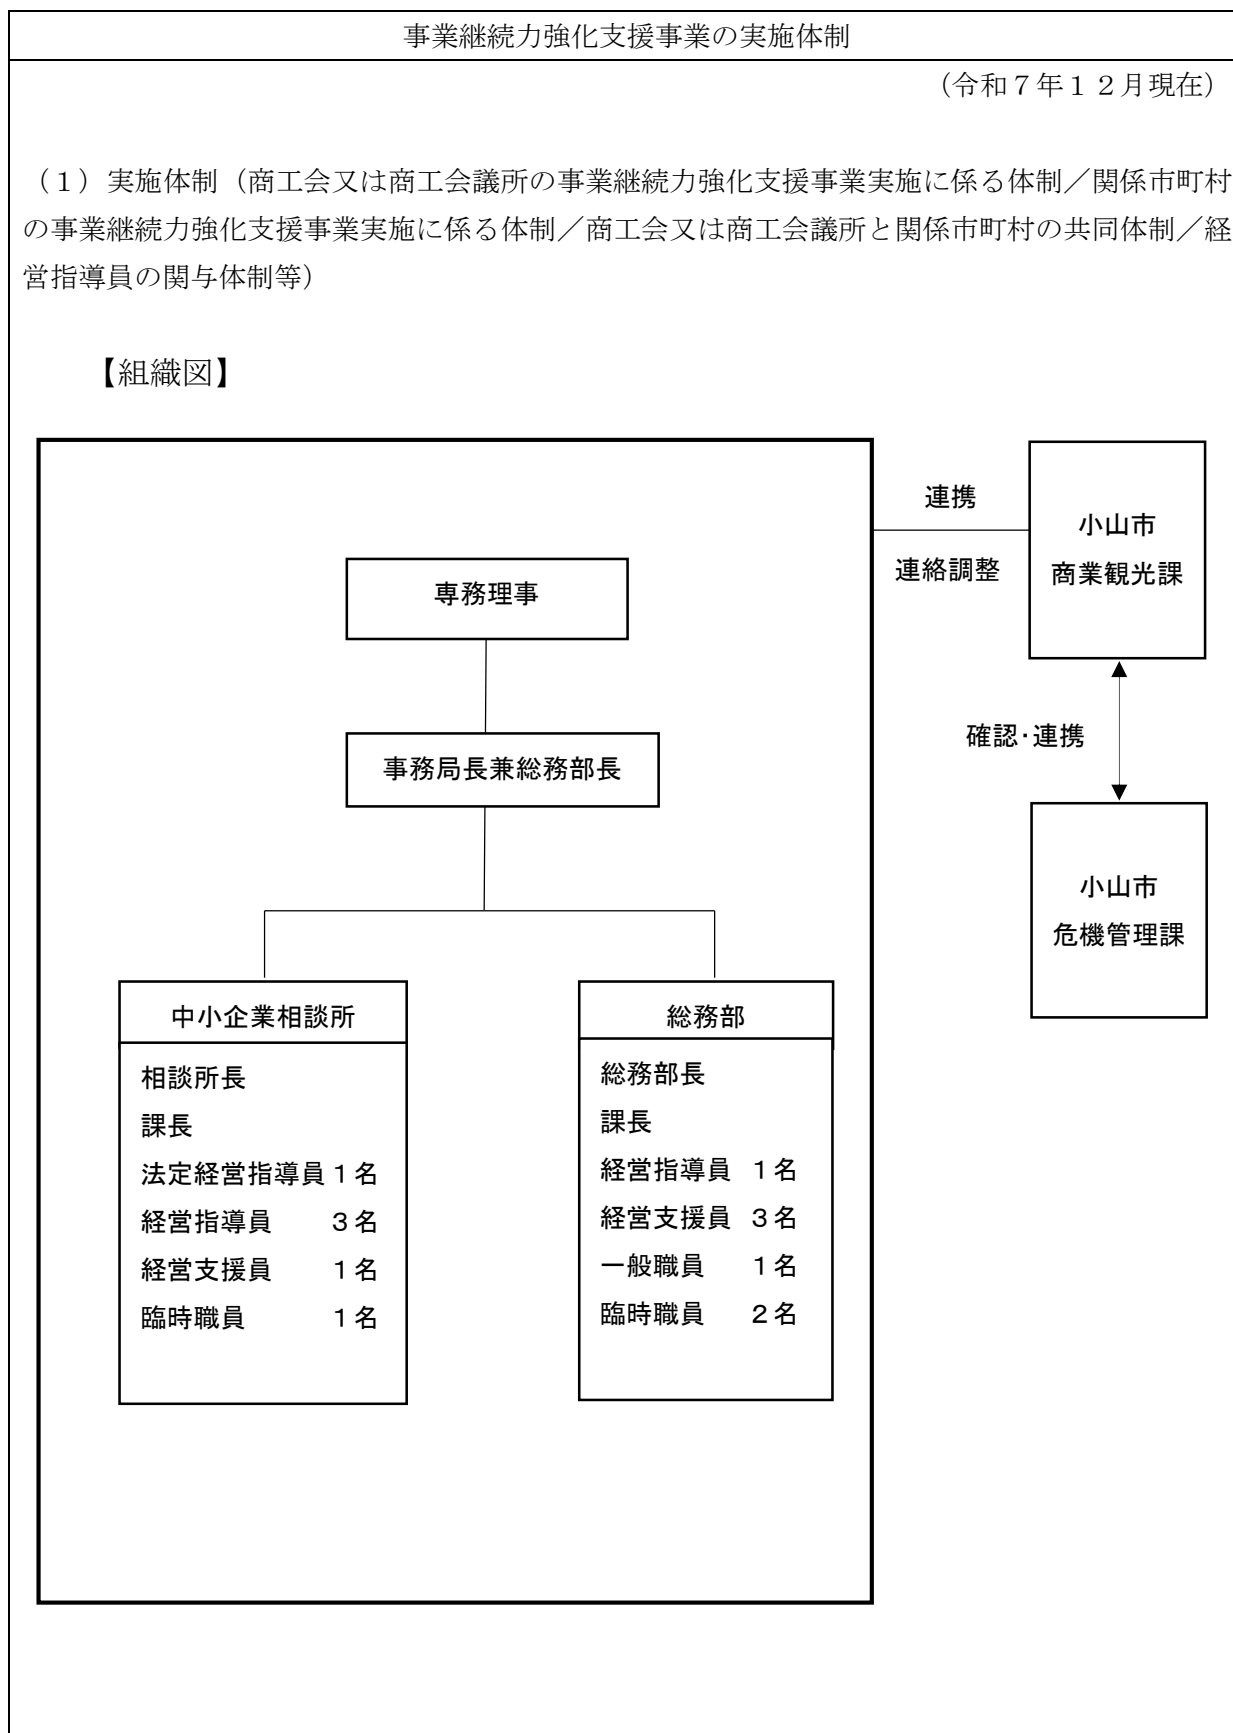 事業継続力強化支援事業の実施体制
（令和７年１２月現在）
（１）実施体制（商工会又は商工会議所の事業継続力強化支援事業実施に係る体制／関係市町村
の事業継続力強化支援事業実施に係る体制／商工会又は商工会議所と関係市町村の共同体制／経
営指導員の関与体制等）
【組織図】
専務理事
事務局長兼総務部長
中小企業相談所
相談所長
課長
法定経営指導員 １名
経営指導員 ３名
経営支援員 １名
臨時職員 １名
総務部
総務部長
課長
経営指導員 １名
経営支援員 ３名
一般職員 １名
臨時職員 ２名
連携
連絡調整
小山市
商業観光課
確認・連携
小山市
危機管理課